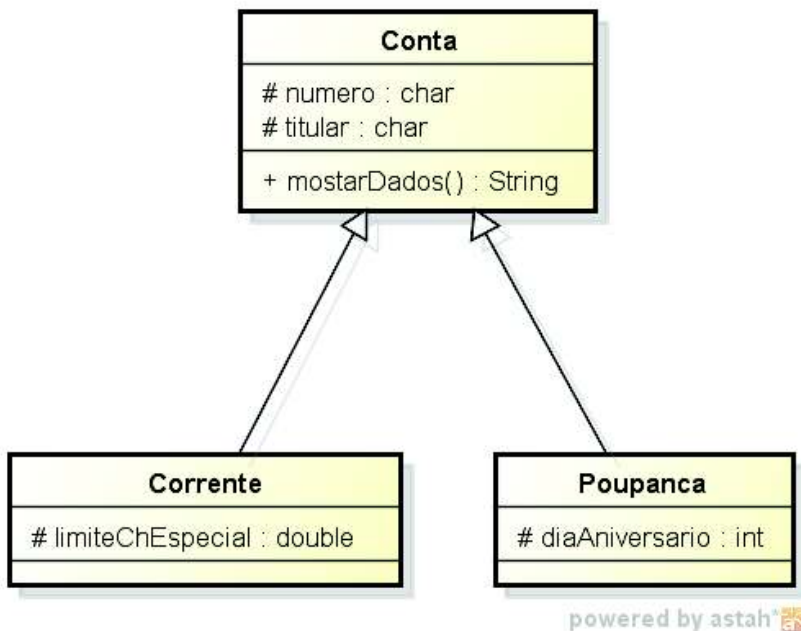 Conta
# numero : char
# titular : char
+ mostarDados() : String
Corrente
# limiteChEspecial : double
Poupanca
# diaAniversario : int
powered by astah*